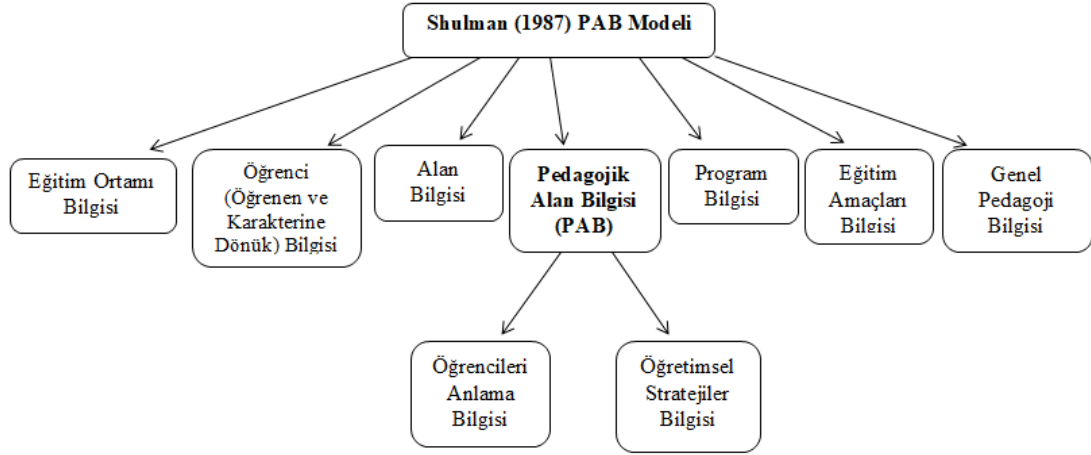 Shulman (1987) PAB Modeli
Eğitim Ortamı
Bilgisi
Öğrenci
(Öğrenen ve
Karakterine
Dönük) Bilgisi
Alan
Bilgisi
Pedagojik
Alan Bilgisi
(PAB)
Program
Bilgisi
Eğitim
Amaçları
Bilgisi
Genel
Pedagoji
Bilgisi
Öğrencileri
Anlama
Bilgisi
Öğretimsel
Stratejiler
Bilgisi